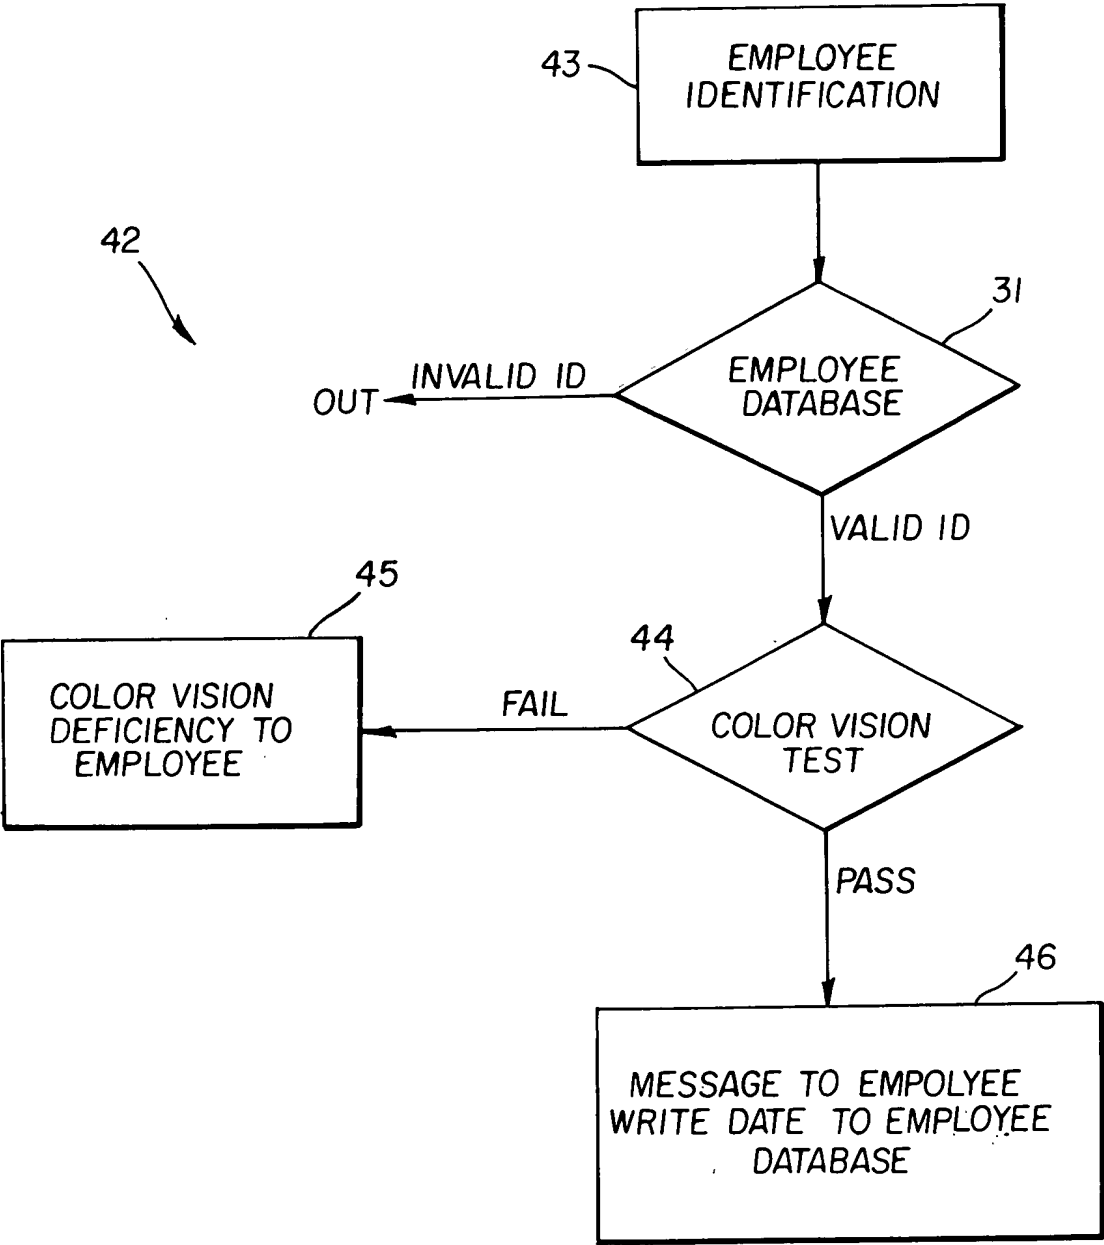 43
EMPLOYEE
IDENTIFICATION
42
31
EMPLOYEE
DATABASE
INVALID ID
OUT
VALID ID
45
44
COLOR VISION
DEFICIENCY TO
EMPLOYEE
FAIL
COLOR VISION
TEST
PASS
46
MESSAGE TO EMPOLYEE
WRITE DATE TO EMPLOYEE
DATABASE